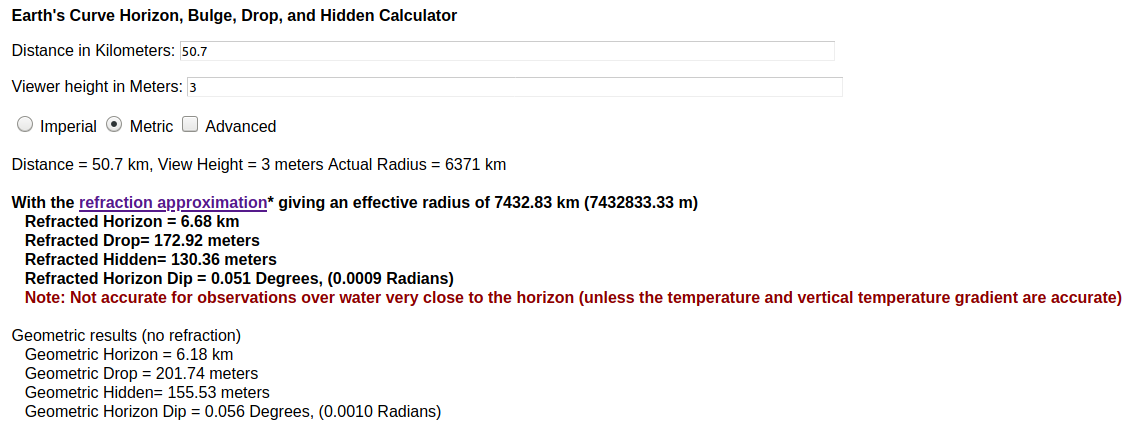 Earth's Curve Horizon, Bulge, Drop, and Hidden Calculator
Distance in Kilometers: 50.7
Viewer height in Meters: 3
Imperial Metric Advanced
Distance = 50.7 km, View Height = 3 meters Actual Radius = 6371 km
With the refraction approximation* giving an effective radius of 7432.83 km (7432833.33 m)
Refracted Horizon = 6.68 km
Refracted Drop= 172.92 meters
Refracted Hidden= 130.36 meters
Refracted Horizon Dip = 0.051 Degrees, (0.0009 Radians)
Note: Not accurate for observations over water very close to the horizon (unless the temperature and vertical temperature gradient are accurate)
Geometric results (no refraction)
Geometric Horizon = 6.18 km
Geometric Drop = 201.74 meters
Geometric Hidden= 155.53 meters
Geometric Horizon Dip = 0.056 Degrees, (0.0010 Radians)